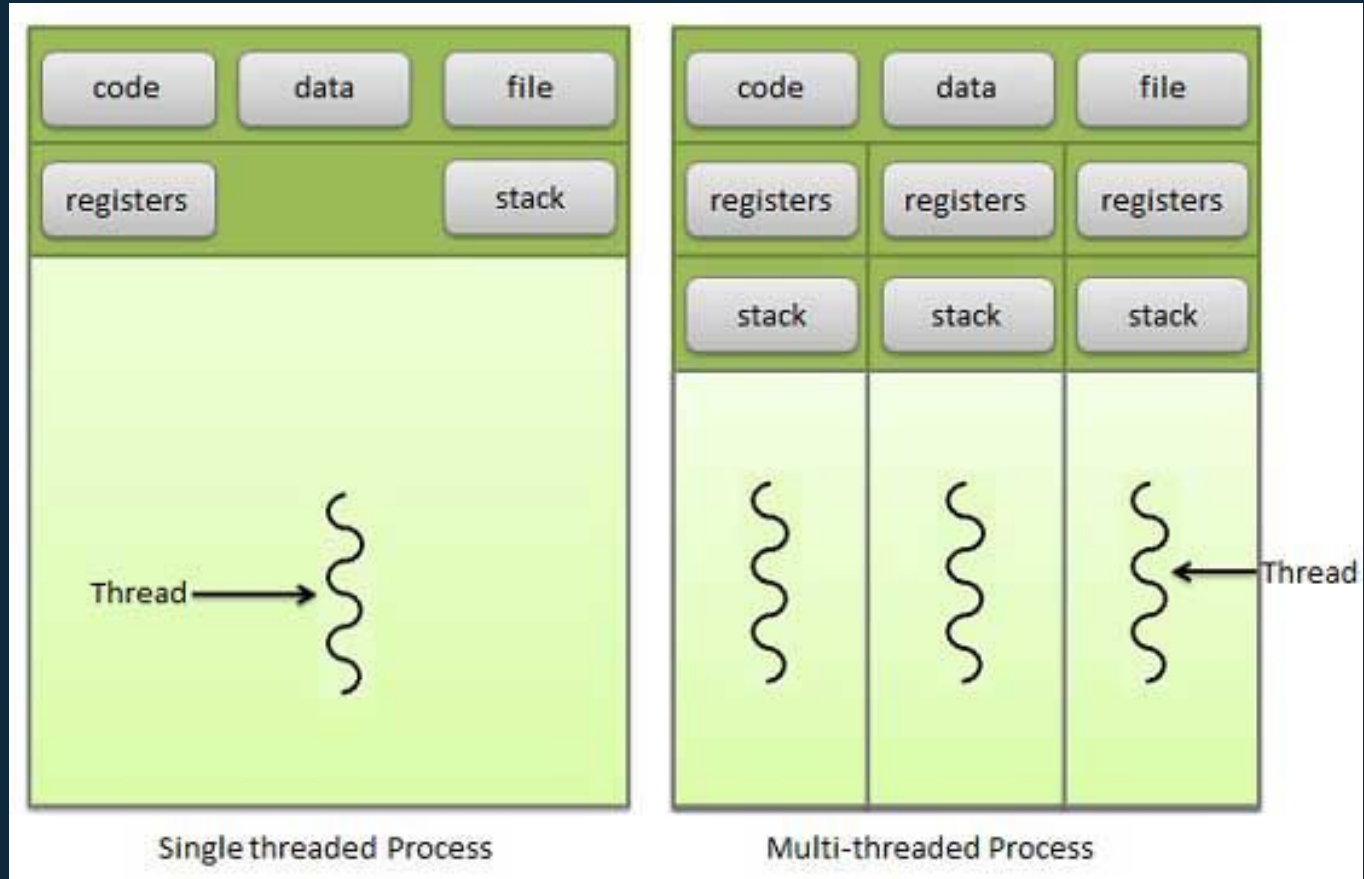 code data file
registers stack
Thread
Single threaded Process
code data file
registers registers registers
stack stack stack
Thread
Multi-threaded Process